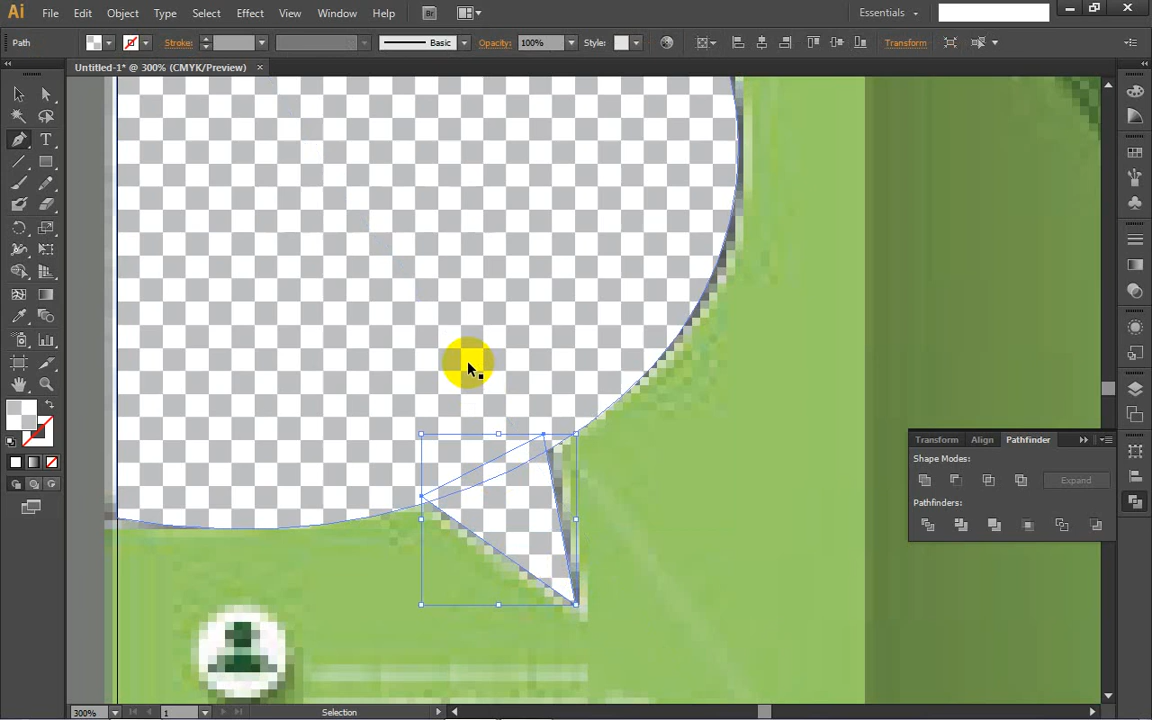 Ai File Edit Object Type Select Effect View Window Help Br Essentials
Path Stroke: Basic Opacity: 100% Style: Transform
Untitled-1* @ 300% (CMYK/Preview) ×
Transform Align Pathfinder
Shape Modes:
Expand
Pathfinders:
300% 1 Selection